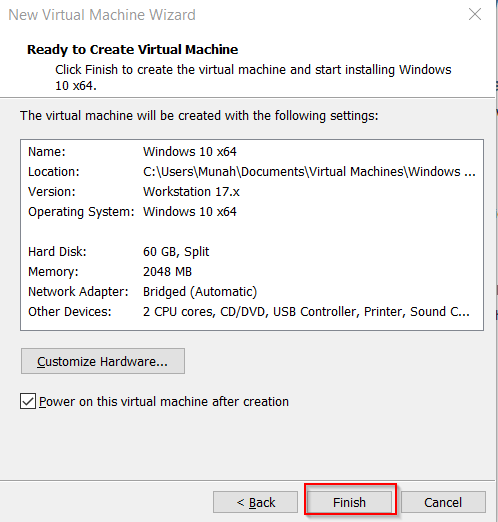 New Virtual Machine Wizard
Ready to Create Virtual Machine
Click Finish to create the virtual machine and start installing Windows
10 x64.
The virtual machine will be created with the following settings:
Name: Windows 10 x64
Location: C:\Users\Munah\Documents\Virtual Machines\Windows ...
Version: Workstation 17.x
Operating System: Windows 10 x64
Hard Disk: 60 GB, Split
Memory: 2048 MB
Network Adapter: Bridged (Automatic)
Other Devices: 2 CPU cores, CD/DVD, USB Controller, Printer, Sound C...
Customize Hardware...
Power on this virtual machine after creation
< Back Finish Cancel